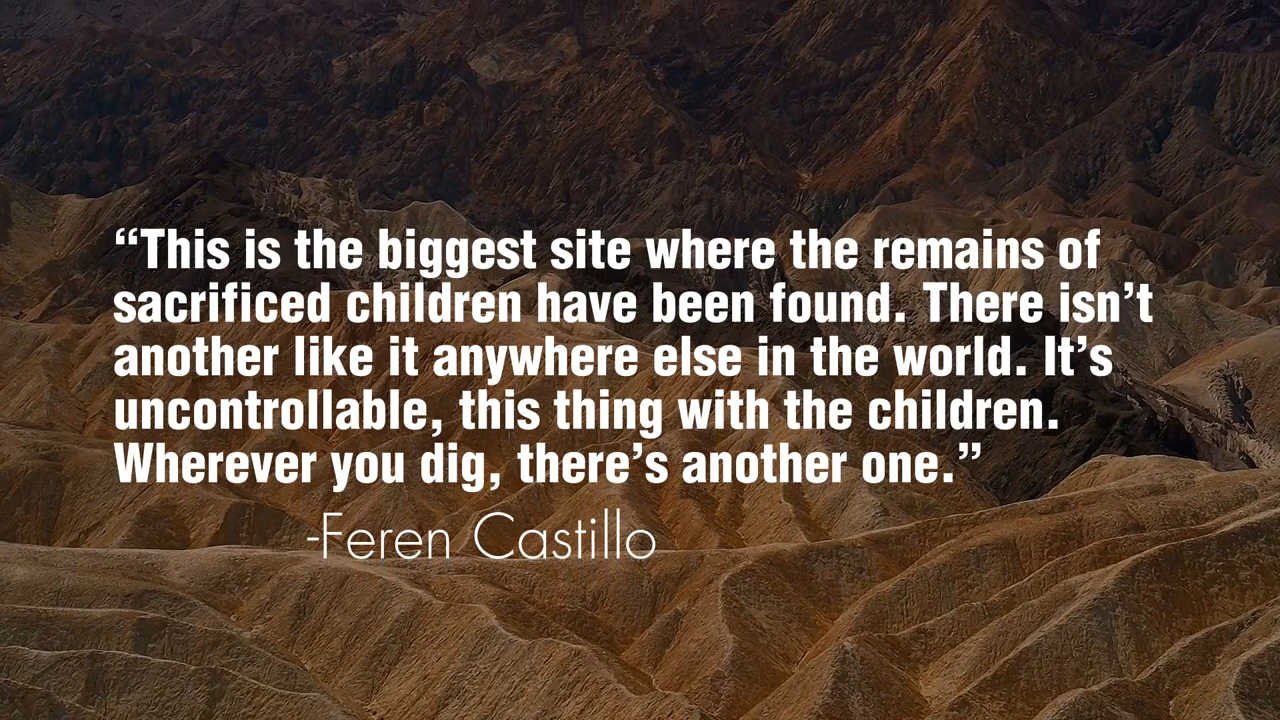 “This is the biggest site where the remains of
sacrificed children have been found. There isn’t
another like it anywhere else in the world. It’s
uncontrollable, this thing with the children.
Wherever you dig, there’s another one.”
-Feren Castillo